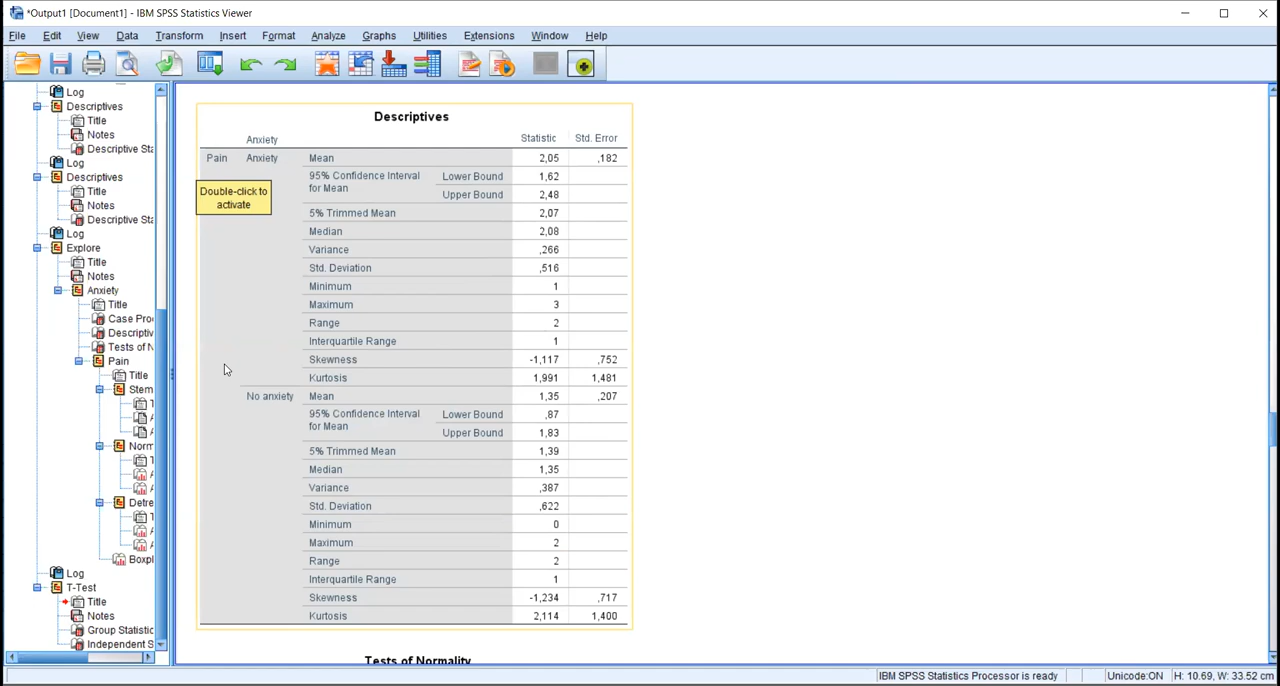 *Output1 [Document1] - IBM SPSS Statistics Viewer
File Edit View Data Transform Insert Format Analyze Graphs Utilities Extensions Window Help
Log
Descriptives
Title
Notes
Descriptive Sta
Log
Descriptives
Title
Notes
Descriptive Sta
Log
Explore
Title
Notes
Anxiety
Title
Case Pro
Descriptiv
Tests of N
Pain
Title
Stem
Norm
Detre
Boxpl
Log
T-Test
Title
Notes
Group Statistic
Independent S
Descriptives
Anxiety Statistic Std. Error
Pain Anxiety Mean 2,05 ,182
95% Confidence Interval for Mean Lower Bound 1,62
Upper Bound 2,48
5% Trimmed Mean 2,07
Median 2,08
Variance ,266
Std. Deviation ,516
Minimum 1
Maximum 3
Range 2
Interquartile Range 1
Skewness -1,117 ,752
Kurtosis 1,991 1,481
No anxiety Mean 1,35 ,207
95% Confidence Interval for Mean Lower Bound ,87
Upper Bound 1,83
5% Trimmed Mean 1,39
Median 1,35
Variance ,387
Std. Deviation ,622
Minimum 0
Maximum 2
Range 2
Interquartile Range 1
Skewness -1,234 ,717
Kurtosis 2,114 1,400
Double-click to
activate
Tests of Normality
IBM SPSS Statistics Processor is ready Unicode:ON H: 10.69, W: 33.52 cm